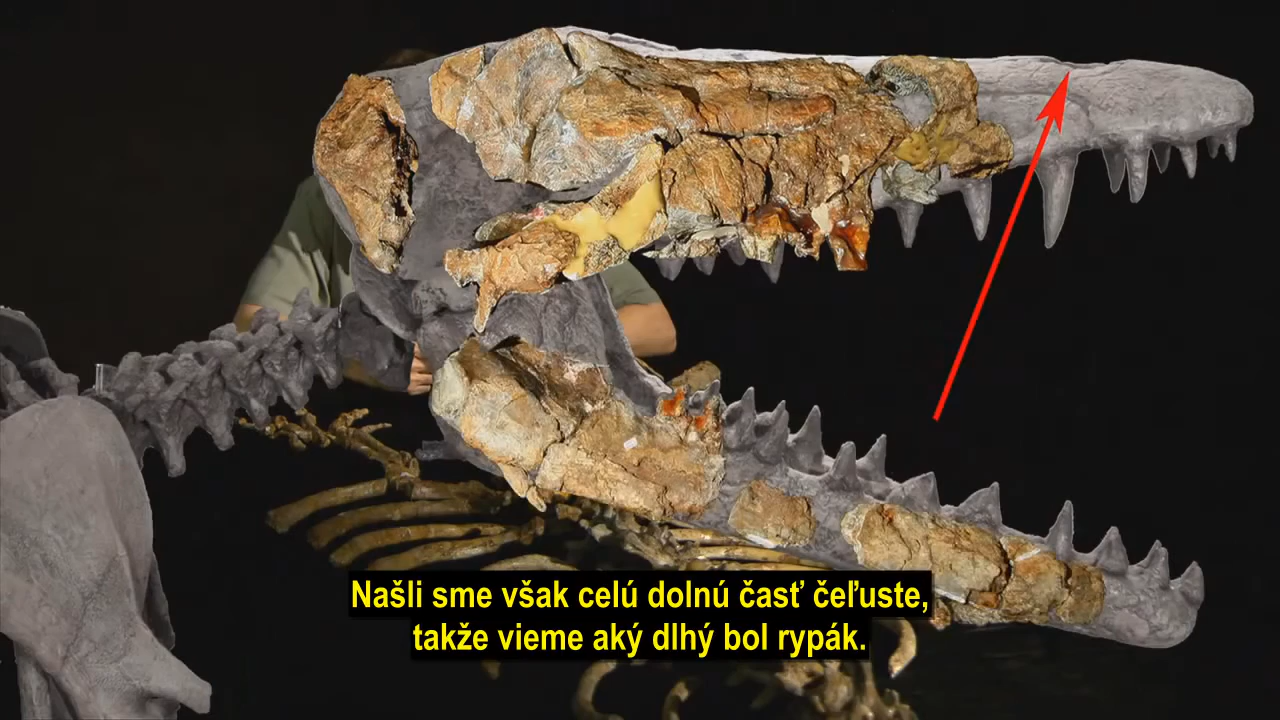 Našli sme však celú dolnú časť čeľuste,
takže vieme aký dlhý bol rypák.